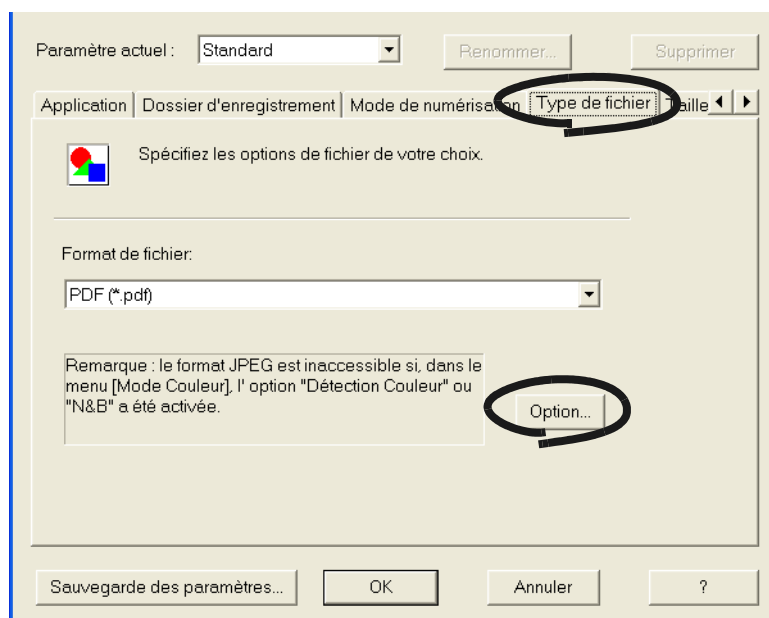 Paramètre actuel : Standard Renommer... Supprimer
Application Dossier d'enregistrement Mode de numérisation Type de fichier Taille
Spécifiez les options de fichier de votre choix.
Format de fichier:
PDF (*.pdf)
Remarque : le format JPEG est inaccessible si, dans le
menu [Mode Couleur], l' option "Détection Couleur" ou
"N&B" a été activée.
Option...
Sauvegarde des paramètres... OK Annuler ?